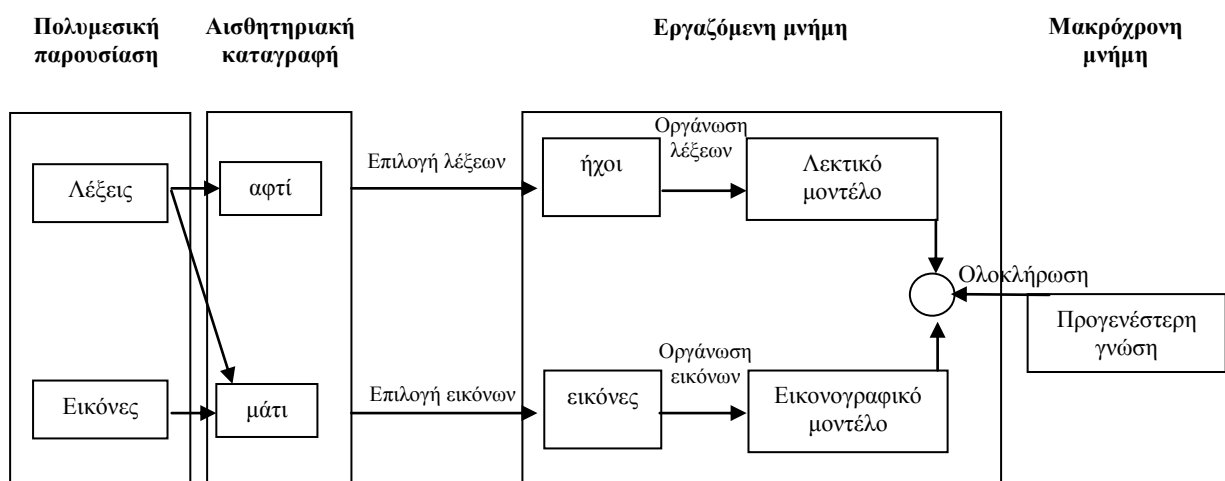 Πολυμεσική
παρουσίαση
Αισθητηριακή
καταγραφή
Εργαζόμενη μνήμη
Μακρόχρονη
μνήμη
Λέξεις
αφτί
Επιλογή λέξεων
ήχοι
Οργάνωση
λέξεων
Λεκτικό
μοντέλο
Ολοκλήρωση
Προγενέστερη
γνώση
Εικόνες
μάτι
Επιλογή εικόνων
εικόνες
Οργάνωση
εικόνων
Εικονογραφικό
μοντέλο